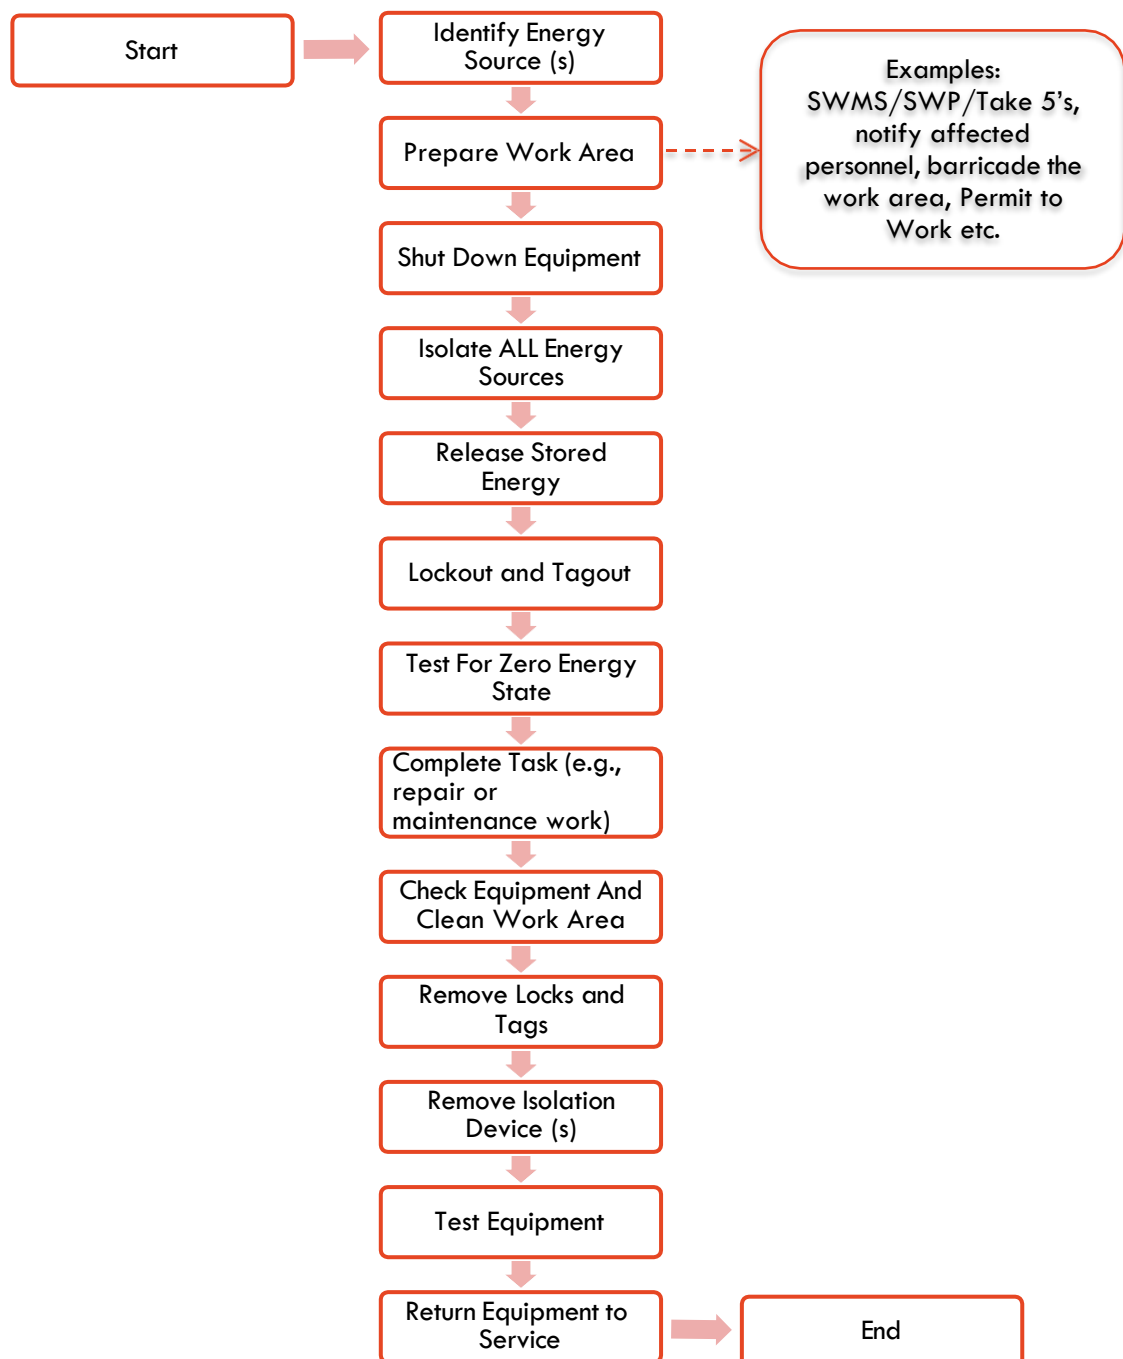 Start
Identify Energy
Source (s)
Prepare Work Area
Examples:
SWMS/SWP/Take 5's,
notify affected
personnel, barricade the
work area, Permit to
Work etc.
Shut Down Equipment
Isolate ALL Energy
Sources
Release Stored
Energy
Lockout and Tagout
Test For Zero Energy
State
Complete Task (e.g.,
repair or
maintenance work)
Check Equipment And
Clean Work Area
Remove Locks and
Tags
Remove Isolation
Device (s)
Test Equipment
Return Equipment to
Service
End